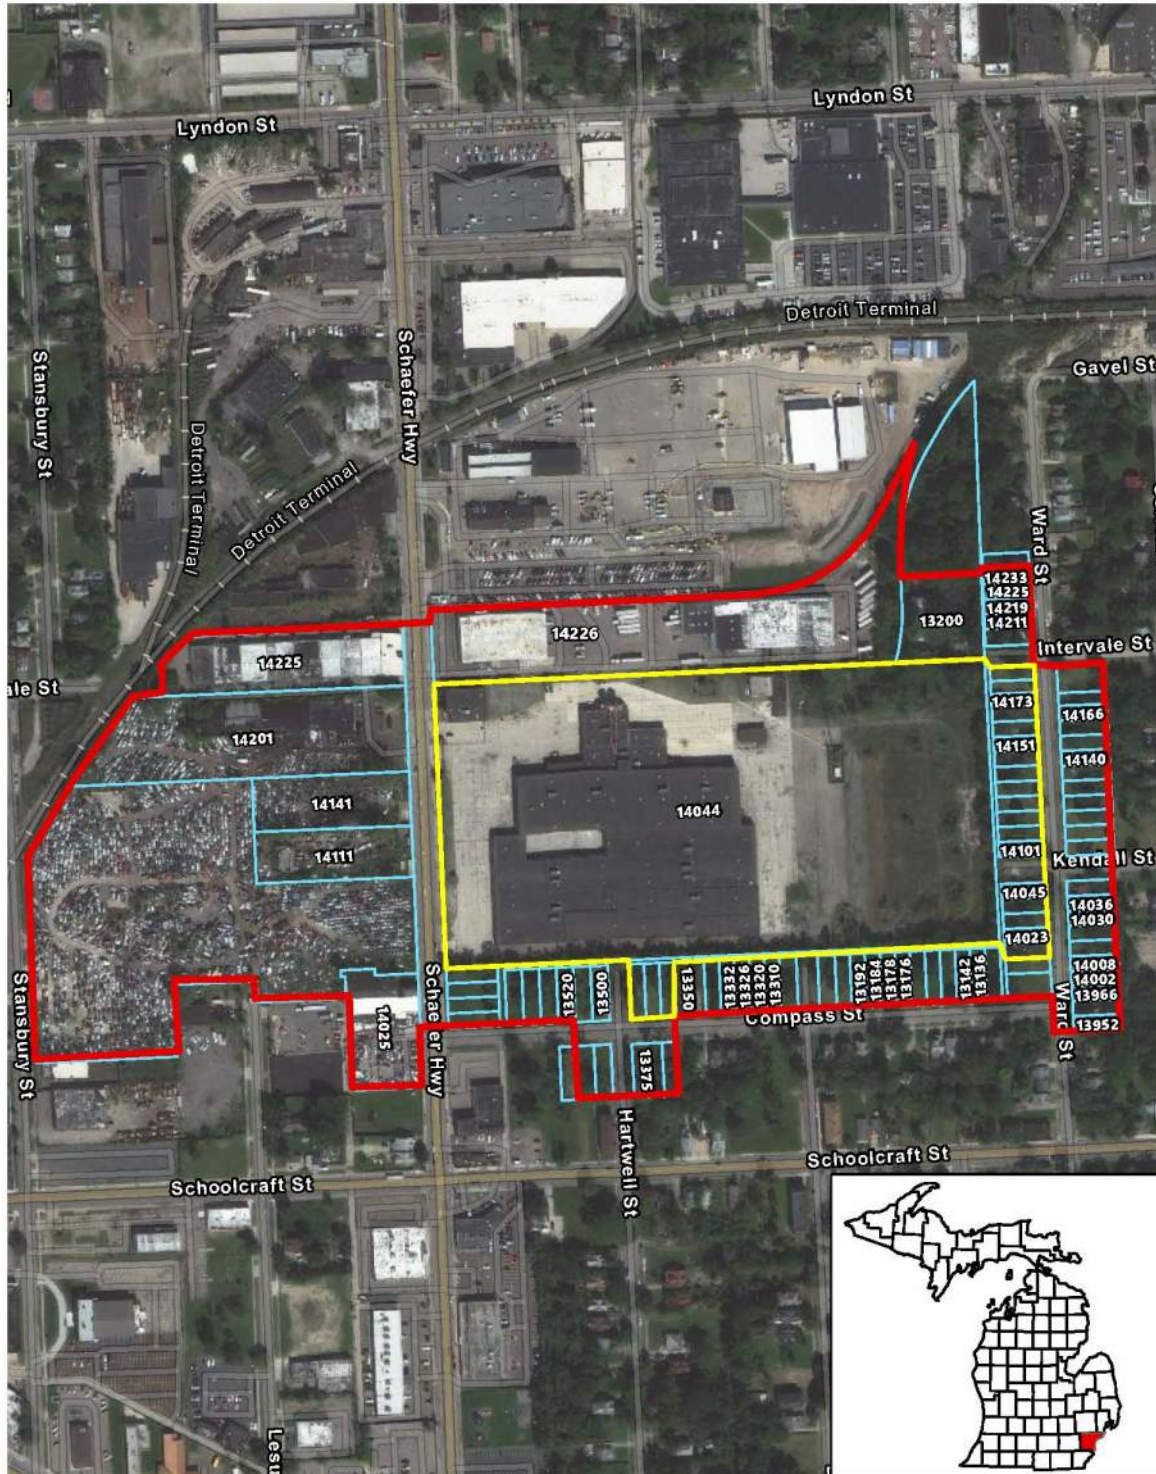 Lyndon St
Lyndon St
Detroit Terminal
Gavel St
Stansbury St
Schaefer Hwy
Detroit Terminal
Detroit Terminal
Ward St
14233
14225
14219
14211
13200
14226
14225
Intervale St
ale St
14173
14166
14201
14151
14140
14141
14044
14111
14101
Kendall St
14045
14036
14030
14023
14008
14002
13966
13952
13520
13500
13350
13332
13326
13320
13310
13192
13184
13178
13176
13142
13136
Stansbury St
14025
Schaefer Hwy
Compass St
Ward St
13375
Hartwell St
Schoolcraft St
Schoolcraft St